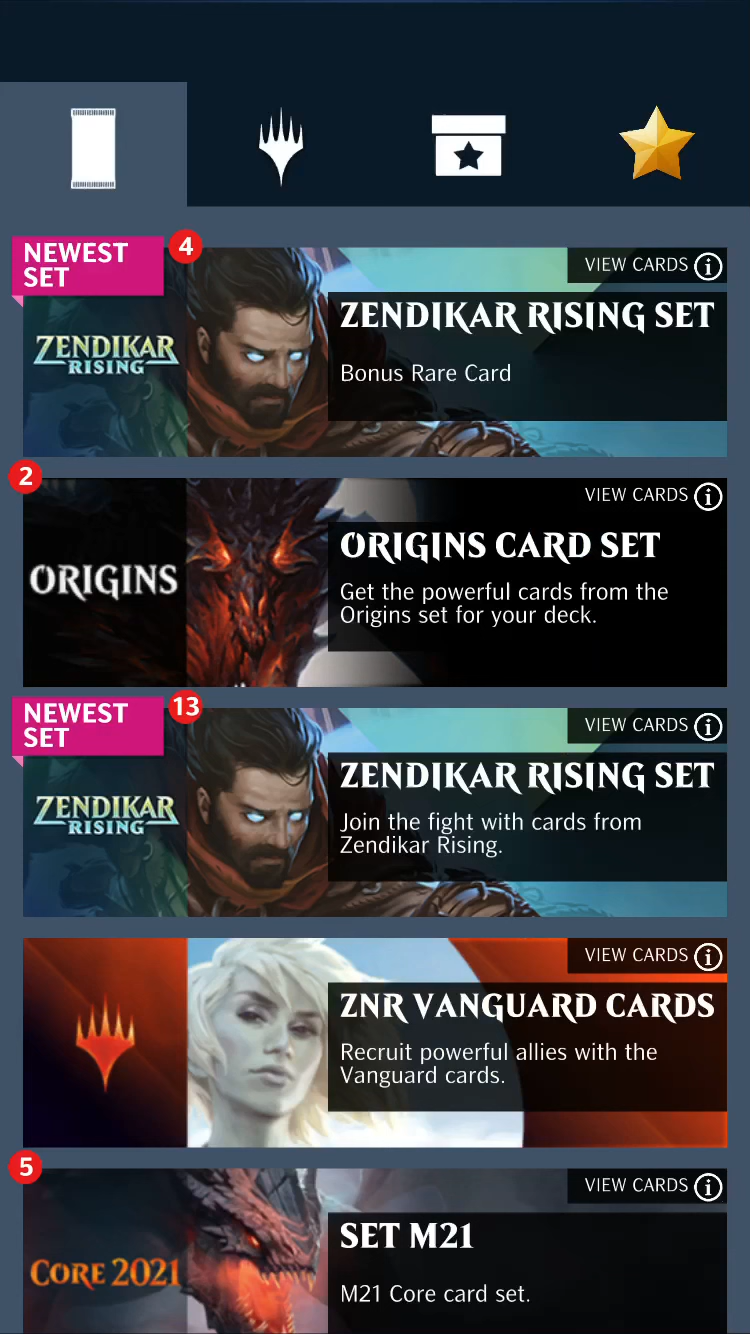 NEWEST
SET
4
VIEW CARDS i
ZENDIKAR RISING SET
ZENDIKAR
RISING
Bonus Rare Card
2
VIEW CARDS i
ORIGINS CARD SET
ORIGINS
Get the powerful cards from the
Origins set for your deck.
NEWEST
SET
13
VIEW CARDS i
ZENDIKAR RISING SET
ZENDIKAR
RISING
Join the fight with cards from
Zendikar Rising.
VIEW CARDS i
ZNR VANGUARD CARDS
Recruit powerful allies with the
Vanguard cards.
5
VIEW CARDS i
SET M21
CORE 2021
M21 Core card set.